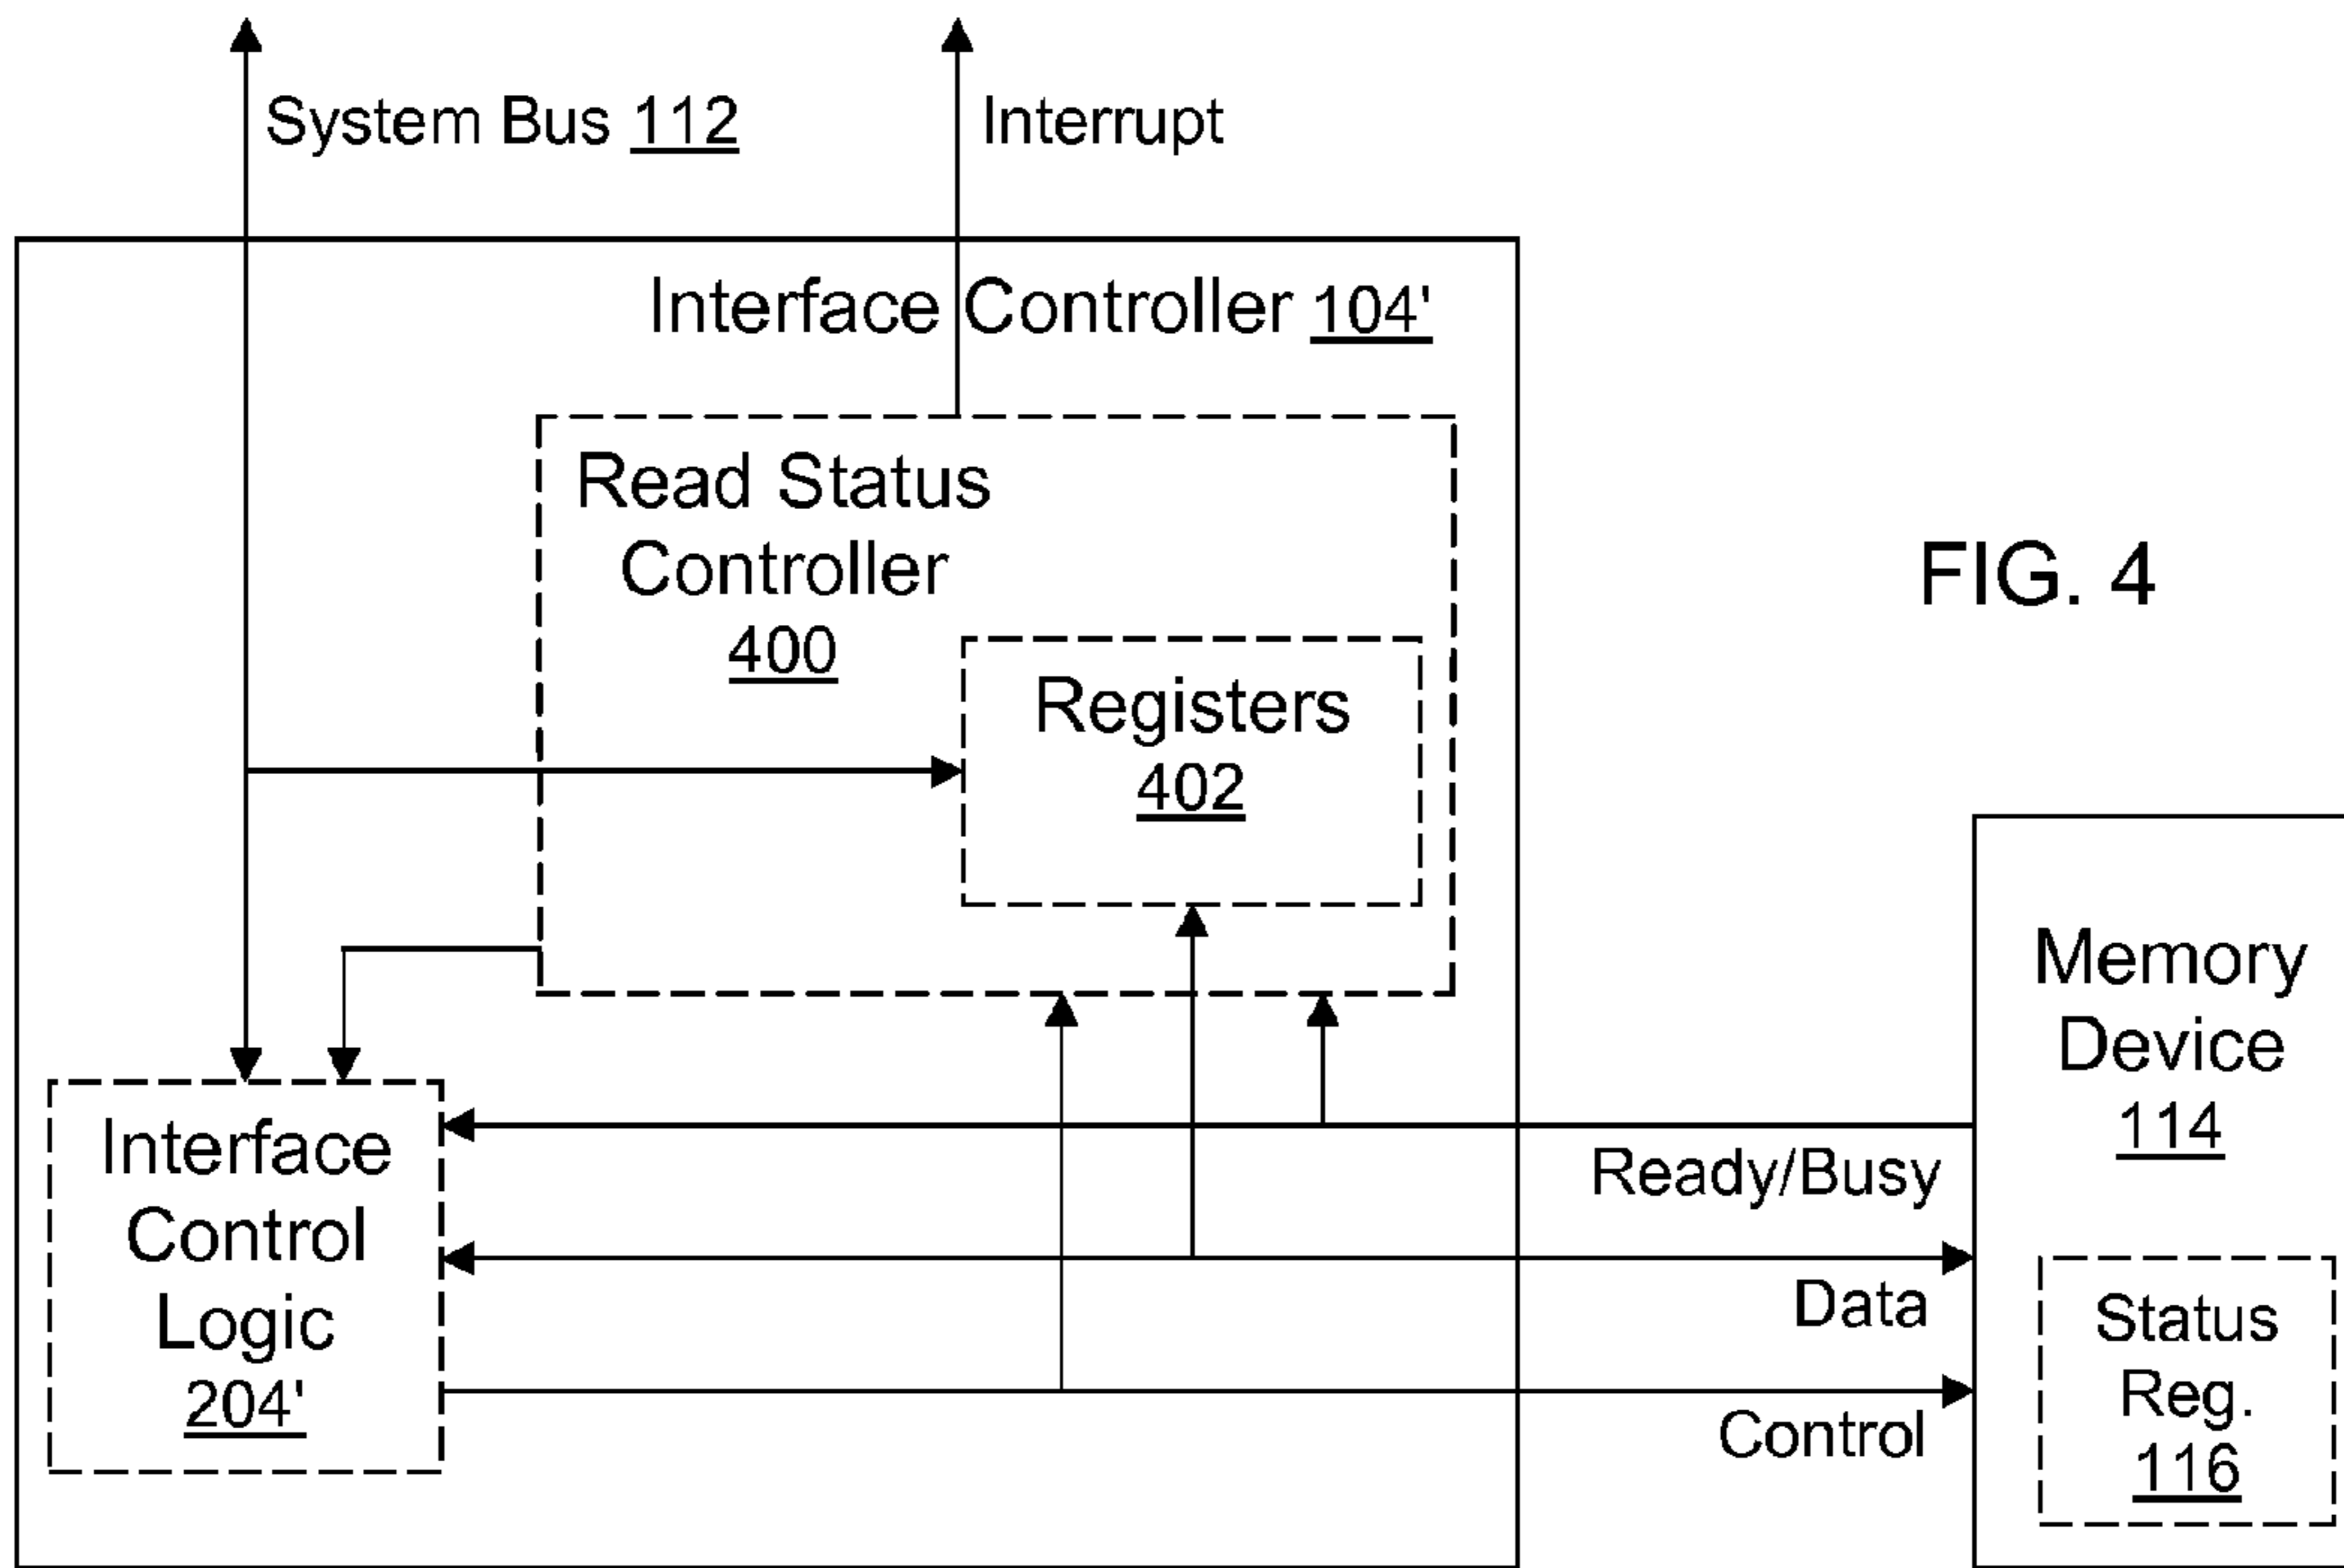 System Bus 112
Interrupt
Interface Controller 104'
Read Status
Controller
400
Registers
402
FIG. 4
Memory
Device
114
Interface
Control
Logic
204'
Ready/Busy
Data
Control
Status
Reg.
116